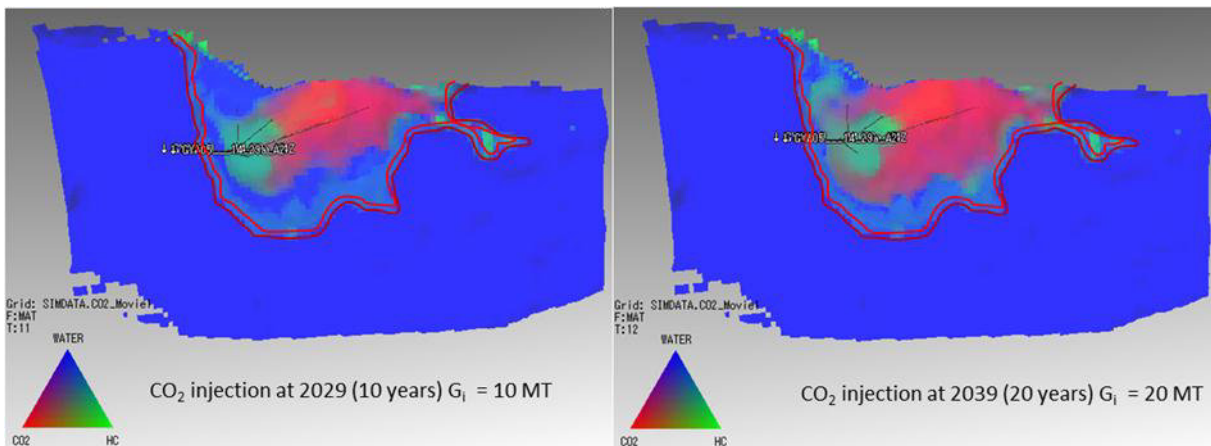 Grid: SIMDATA.CO2_Movie1
F:MAT
T:11
WATER
CO2
HC
CO₂ injection at 2029 (10 years) Gᵢ = 10 MT
Grid: SIMDATA.CO2_Movie1
F:MAT
T:12
WATER
CO2
HC
CO₂ injection at 2039 (20 years) Gᵢ = 20 MT